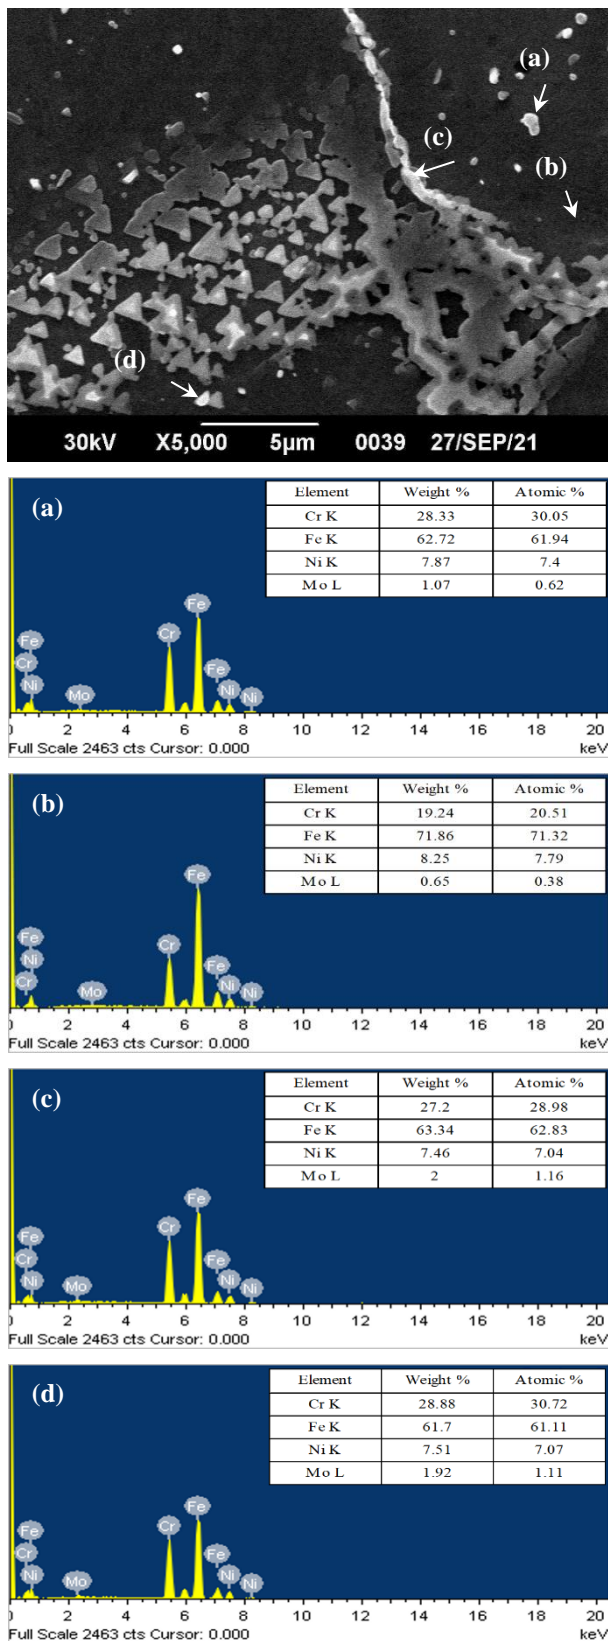 (a)
(c)
(b)
(d)
30kV X5,000 5μm 0039 27/SEP/21
(a)
Element Weight % Atomic %
Cr K 28.33 30.05
Fe K 62.72 61.94
Ni K 7.87 7.4
Mo L 1.07 0.62
Fe
Cr
Fe
Fe
Cr
Ni
Mo
Ni
Ni
0 2 4 6 8 10 12 14 16 18 20
Full Scale 2463 cts Cursor: 0.000 keV
(b)
Element Weight % Atomic %
Cr K 19.24 20.51
Fe K 71.86 71.32
Ni K 8.25 7.79
Mo L 0.65 0.38
Fe
Fe
Cr
Ni
Fe
Cr
Mo
Ni
Ni
0 2 4 6 8 10 12 14 16 18 20
Full Scale 2463 cts Cursor: 0.000 keV
(c)
Element Weight % Atomic %
Cr K 27.2 28.98
Fe K 63.34 62.83
Ni K 7.46 7.04
Mo L 2 1.16
Fe
Cr
Fe
Cr
Fe
Ni
Mo
Ni
Ni
0 2 4 6 8 10 12 14 16 18 20
Full Scale 2463 cts Cursor: 0.000 keV
(d)
Element Weight % Atomic %
Cr K 28.88 30.72
Fe K 61.7 61.11
Ni K 7.51 7.07
Mo L 1.92 1.11
Fe
Cr
Fe
Cr
Fe
Ni
Mo
Ni
Ni
0 2 4 6 8 10 12 14 16 18 20
Full Scale 2463 cts Cursor: 0.000 keV